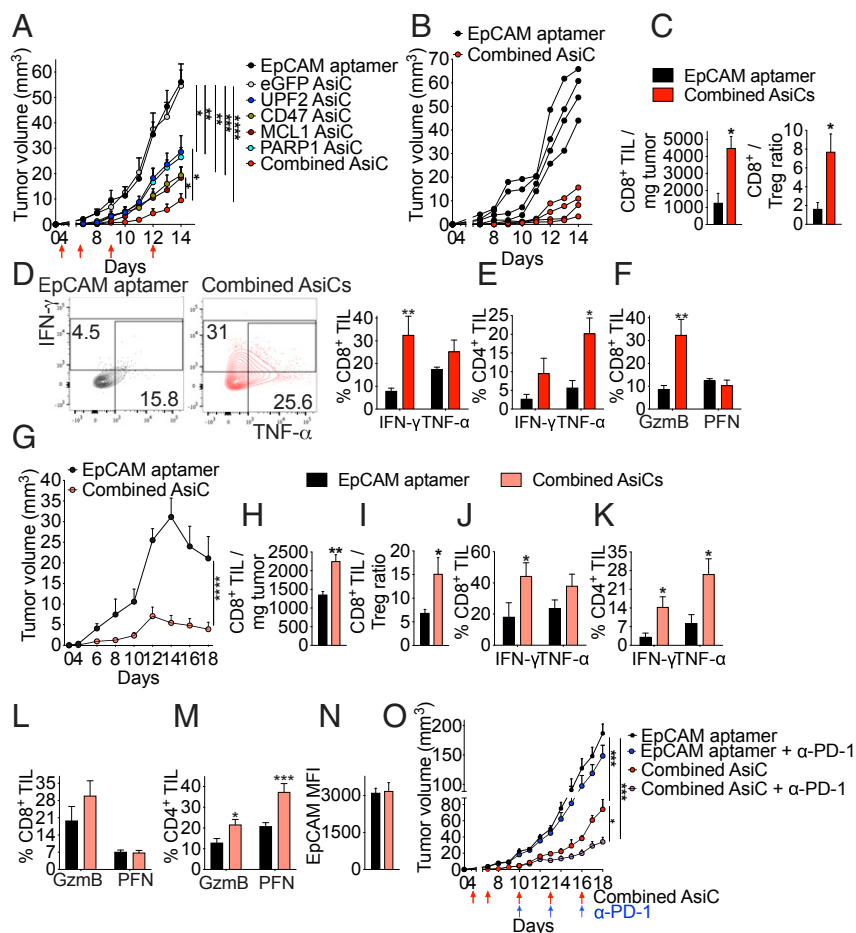 A
Tumor volume (mm3)
60
50
40
30
20
10
0
04 8 10 12 14
Days
EpCAM aptamer
eGFP AsiC
UPF2 AsiC
CD47 AsiC
MCL1 AsiC
PARP1 AsiC
Combined AsiC
* ** ** *** ****
* *
B
EpCAM aptamer
Combined AsiC
Tumor volume (mm3)
70
60
50
40
30
20
10
0
04 8 10 12 14
Days
C
EpCAM aptamer
Combined AsiCs
CD8+ TIL /
mg tumor
5000
4000
3000
2000
1000
0
*
CD8+ /
Treg ratio
10
8
6
4
2
0
*
D
EpCAM aptamer
Combined AsiCs
IFN-γ
4.5
15.8
31
25.6
TNF-α
% CD8+ TIL
50
40
30
20
10
0
**
IFN-γ TNF-α
E
% CD4+ TIL
25
20
15
10
5
0
*
IFN-γ TNF-α
F
% CD8+ TIL
50
40
30
20
10
0
**
GzmB PFN
G
EpCAM aptamer
Combined AsiC
Tumor volume (mm3)
40
35
30
25
20
15
10
5
0
04 6 8 10 12 14 16 18
Days
****
EpCAM aptamer
Combined AsiCs
H
CD8+ TIL /
mg tumor
2500
2000
1500
1000
500
0
**
I
CD8+ TIL /
Treg ratio
20
15
10
5
0
*
J
% CD8+ TIL
80
60
40
20
0
*
IFN-γ TNF-α
K
% CD4+ TIL
35
28
21
14
7
0
* *
IFN-γ TNF-α
L
% CD8+ TIL
35
28
21
14
7
0
GzmB PFN
M
% CD4+ TIL
50
40
30
20
10
0
* ***
GzmB PFN
N
EpCAM MFI
3000
1500
0
O
Tumor volume (mm3)
200
150
100
80
60
40
20
0
0 4 8 10 12 14 16 18
EpCAM aptamer
EpCAM aptamer + α-PD-1
Combined AsiC
Combined AsiC + α-PD-1
*** *** *
Combined AsiC
α-PD-1
Days